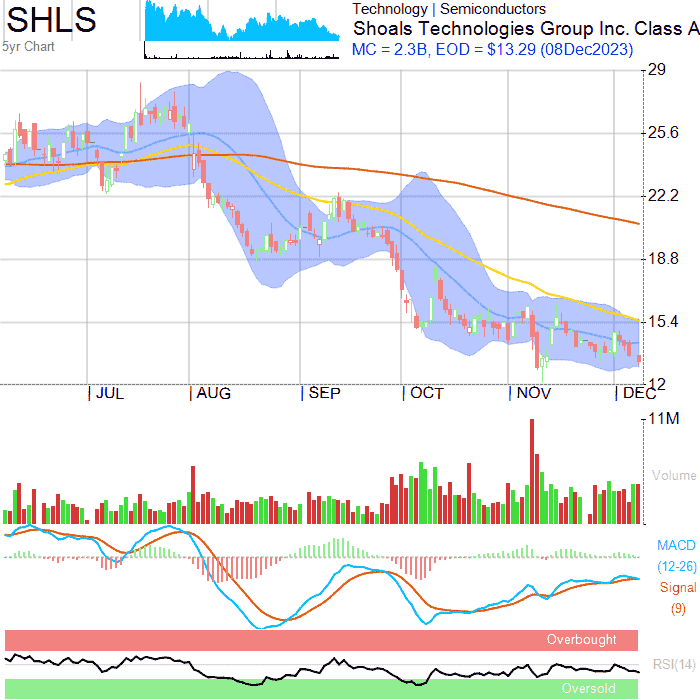 SHLS
5yr Chart
Technology | Semiconductors
Shoals Technologies Group Inc. Class A
MC = 2.3B, EOD = $13.29 (08Dec2023)
29
25.6
22.2
18.8
15.4
12
JUL AUG SEP OCT NOV DEC
11M
Volume
MACD
(12-26)
Signal
(9)
Overbought
RSI(14)
Oversold